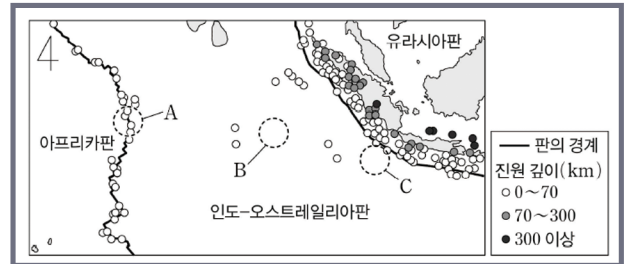 4
유라시아판
A
아프리카판
B
C
인도-오스트레일리아판
판의 경계
진원 깊이(km)
0～70
70～300
300 이상